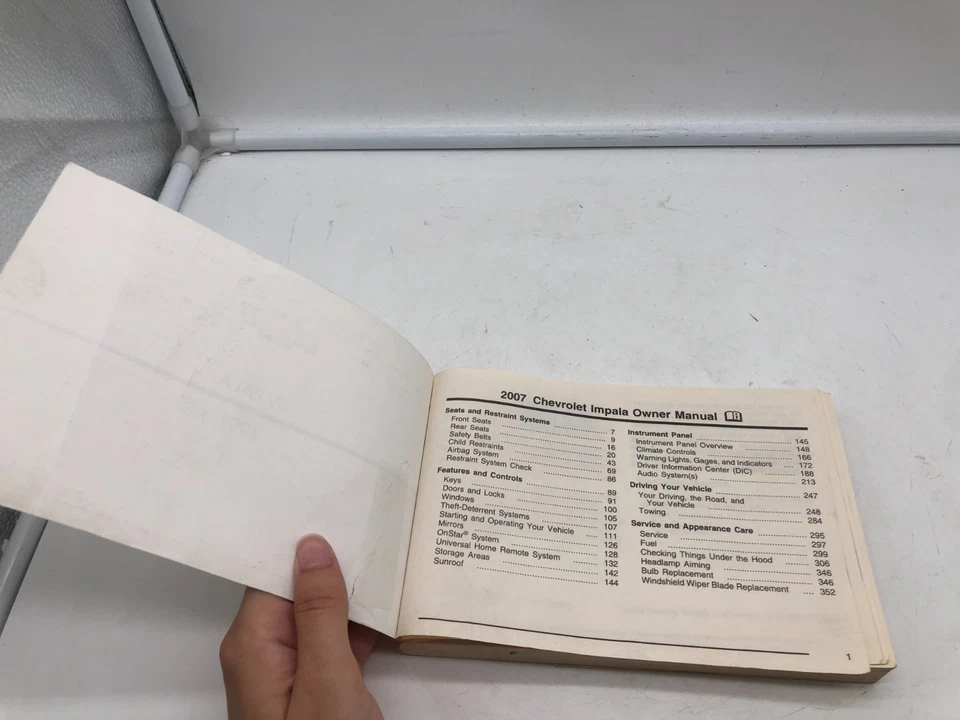 2007 Chevrolet Impala Owner Manual
Seats and Restraint Systems ........ 7
Front Seats ........ 9
Rear Seats ........ 16
Safety Belts ........ 20
Child Restraints ........ 43
Airbag System ........ 69
Restraint System Check ........ 86
Features and Controls ........ 89
Keys ........ 91
Doors and Locks ........ 100
Windows ........ 105
Theft-Deterrent Systems ........ 107
Starting and Operating Your Vehicle .... 111
Mirrors ........ 126
OnStar® System ........ 128
Universal Home Remote System ........ 132
Storage Areas ........ 142
Sunroof ........ 144
Instrument Panel ........ 145
Instrument Panel Overview ........ 148
Climate Controls ........ 166
Warning Lights, Gages, and Indicators .... 172
Driver Information Center (DIC) ........ 188
Audio System(s) ........ 213
Driving Your Vehicle ........ 247
Your Driving, the Road, and
Your Vehicle ........ 248
Towing ........ 284
Service and Appearance Care ........ 295
Service ........ 297
Fuel ........ 299
Checking Things Under the Hood ........ 306
Headlamp Aiming ........ 346
Bulb Replacement ........ 346
Windshield Wiper Blade Replacement .... 352
1